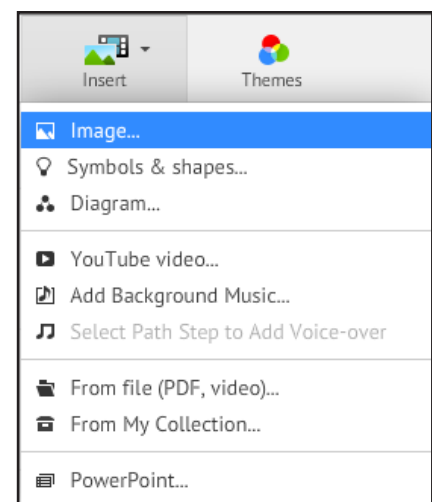 Insert
Themes
Image...
Symbols & shapes...
Diagram...
YouTube video...
Add Background Music...
Select Path Step to Add Voice-over
From file (PDF, video)...
From My Collection...
PowerPoint...